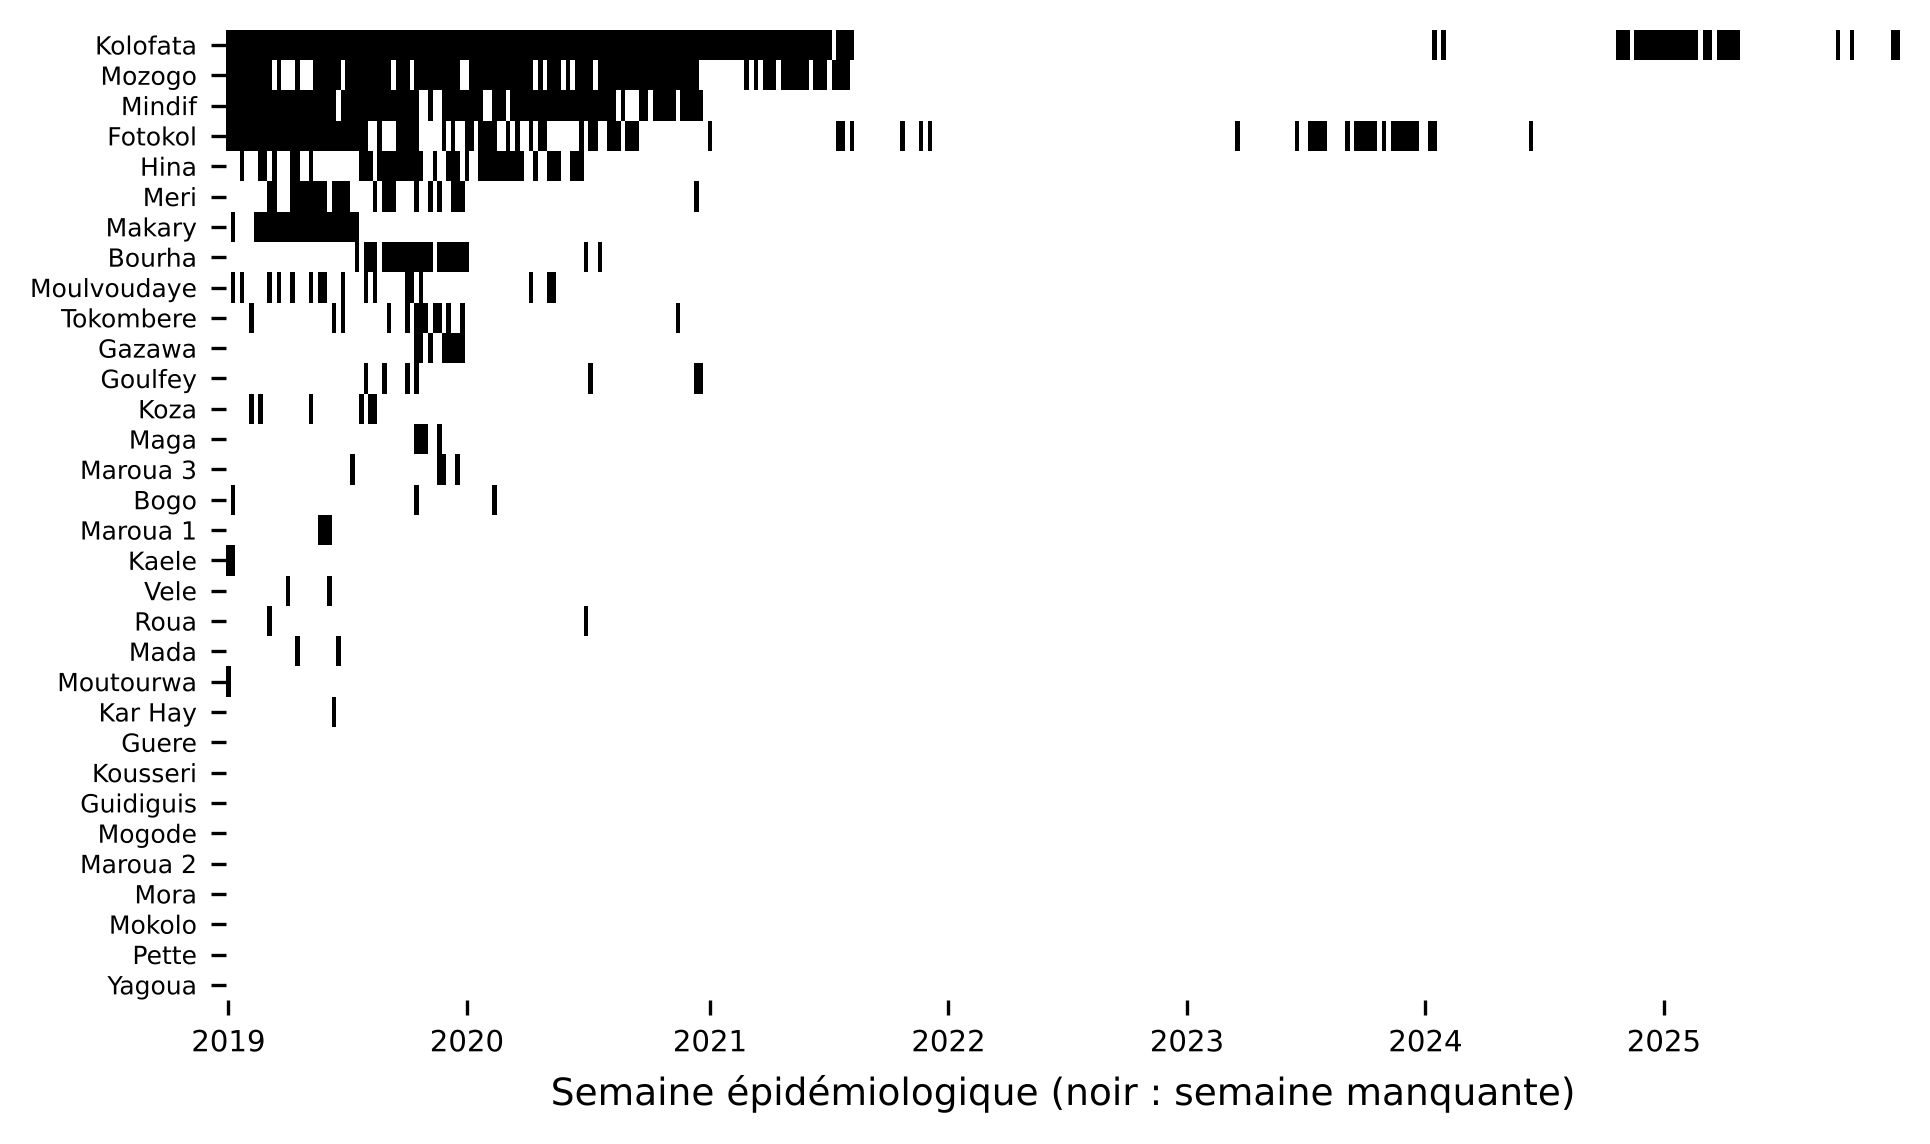 Kolofata
Mozogo
Mindif
Fotokol
Hina
Meri
Makary
Bourha
Moulvoudaye
Tokombere
Gazawa
Goulfey
Koza
Maga
Maroua 3
Bogo
Maroua 1
Kaele
Vele
Roua
Mada
Moutourwa
Kar Hay
Guere
Kousseri
Guidiguis
Mogode
Maroua 2
Mora
Mokolo
Pette
Yagoua
2019 2020 2021 2022 2023 2024 2025
Semaine épidémiologique (noir : semaine manquante)